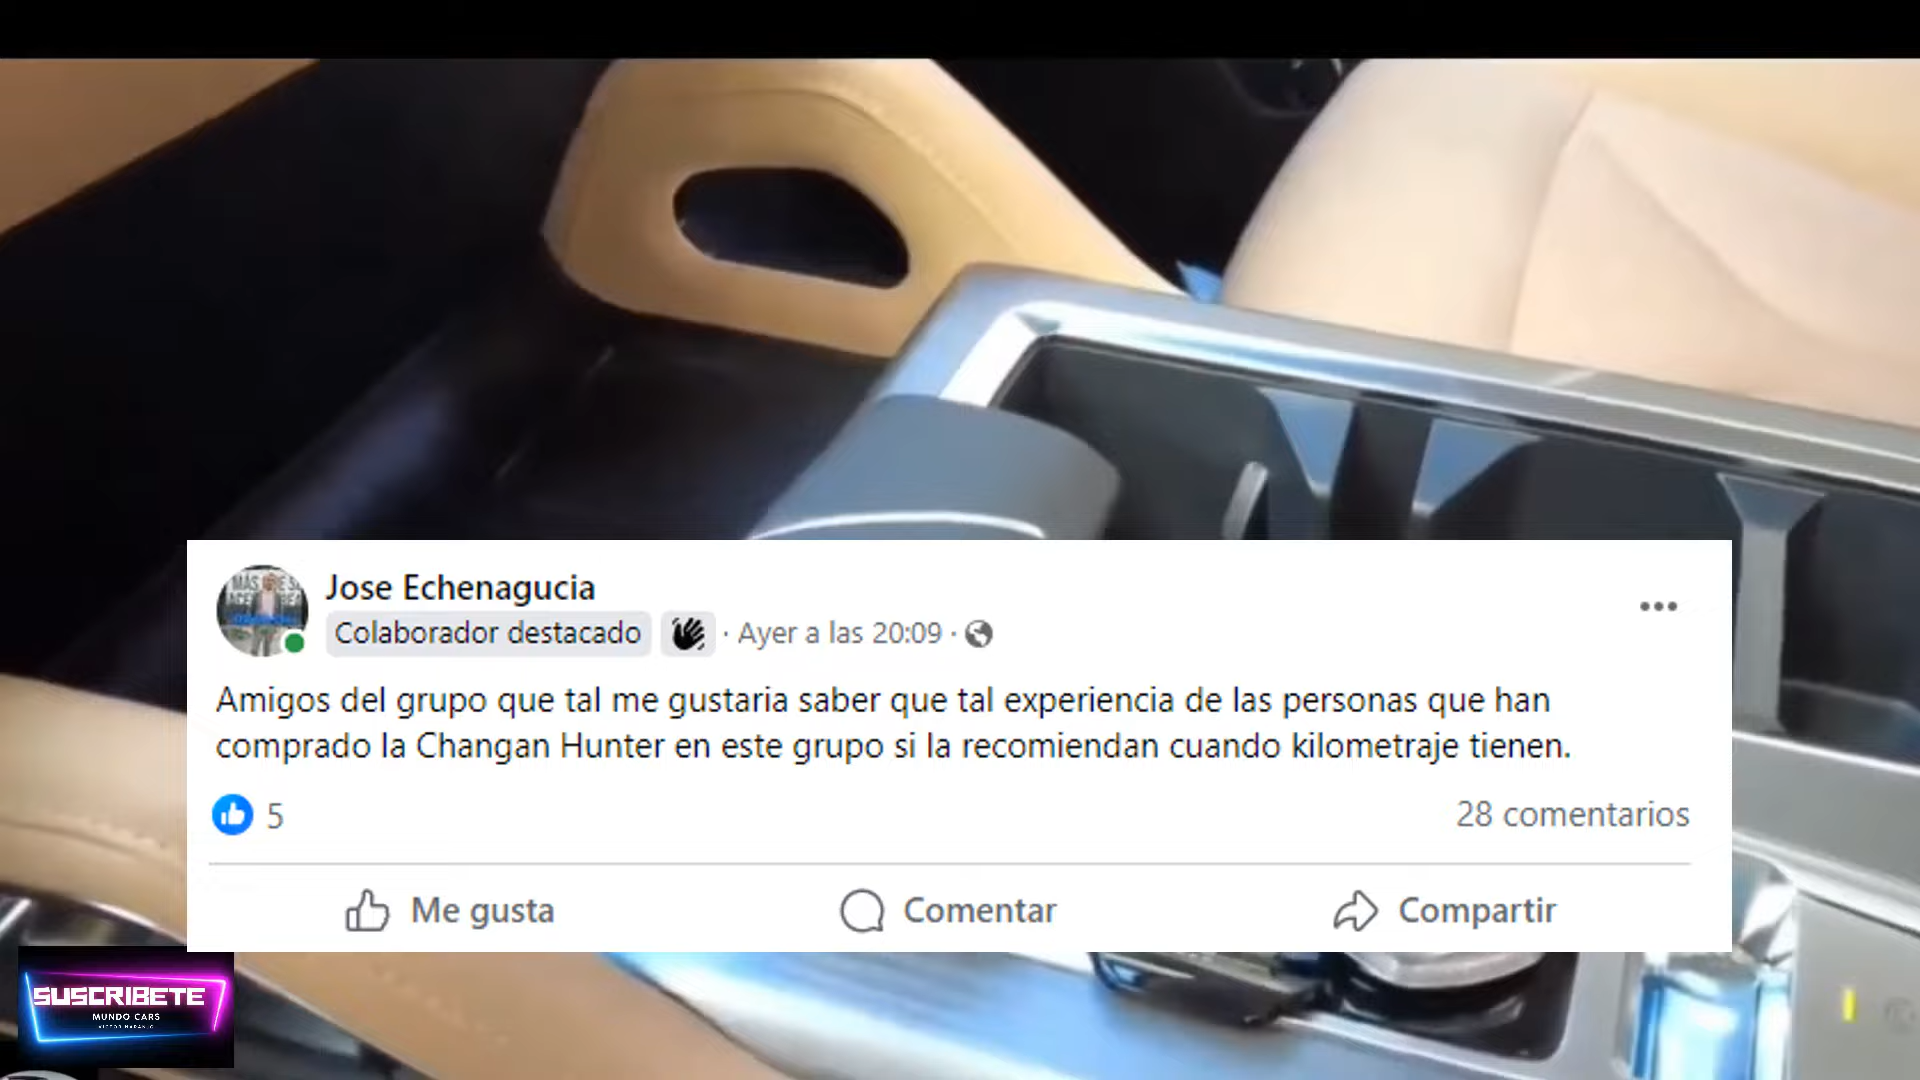 Jose Echenagucia
Colaborador destacado · Ayer a las 20:09 ·
Amigos del grupo que tal me gustaria saber que tal experiencia de las personas que han
comprado la Changan Hunter en este grupo si la recomiendan cuando kilometraje tienen.
5
28 comentarios
Me gusta
Comentar
Compartir
SUSCRIBETE
MUNDO CARS